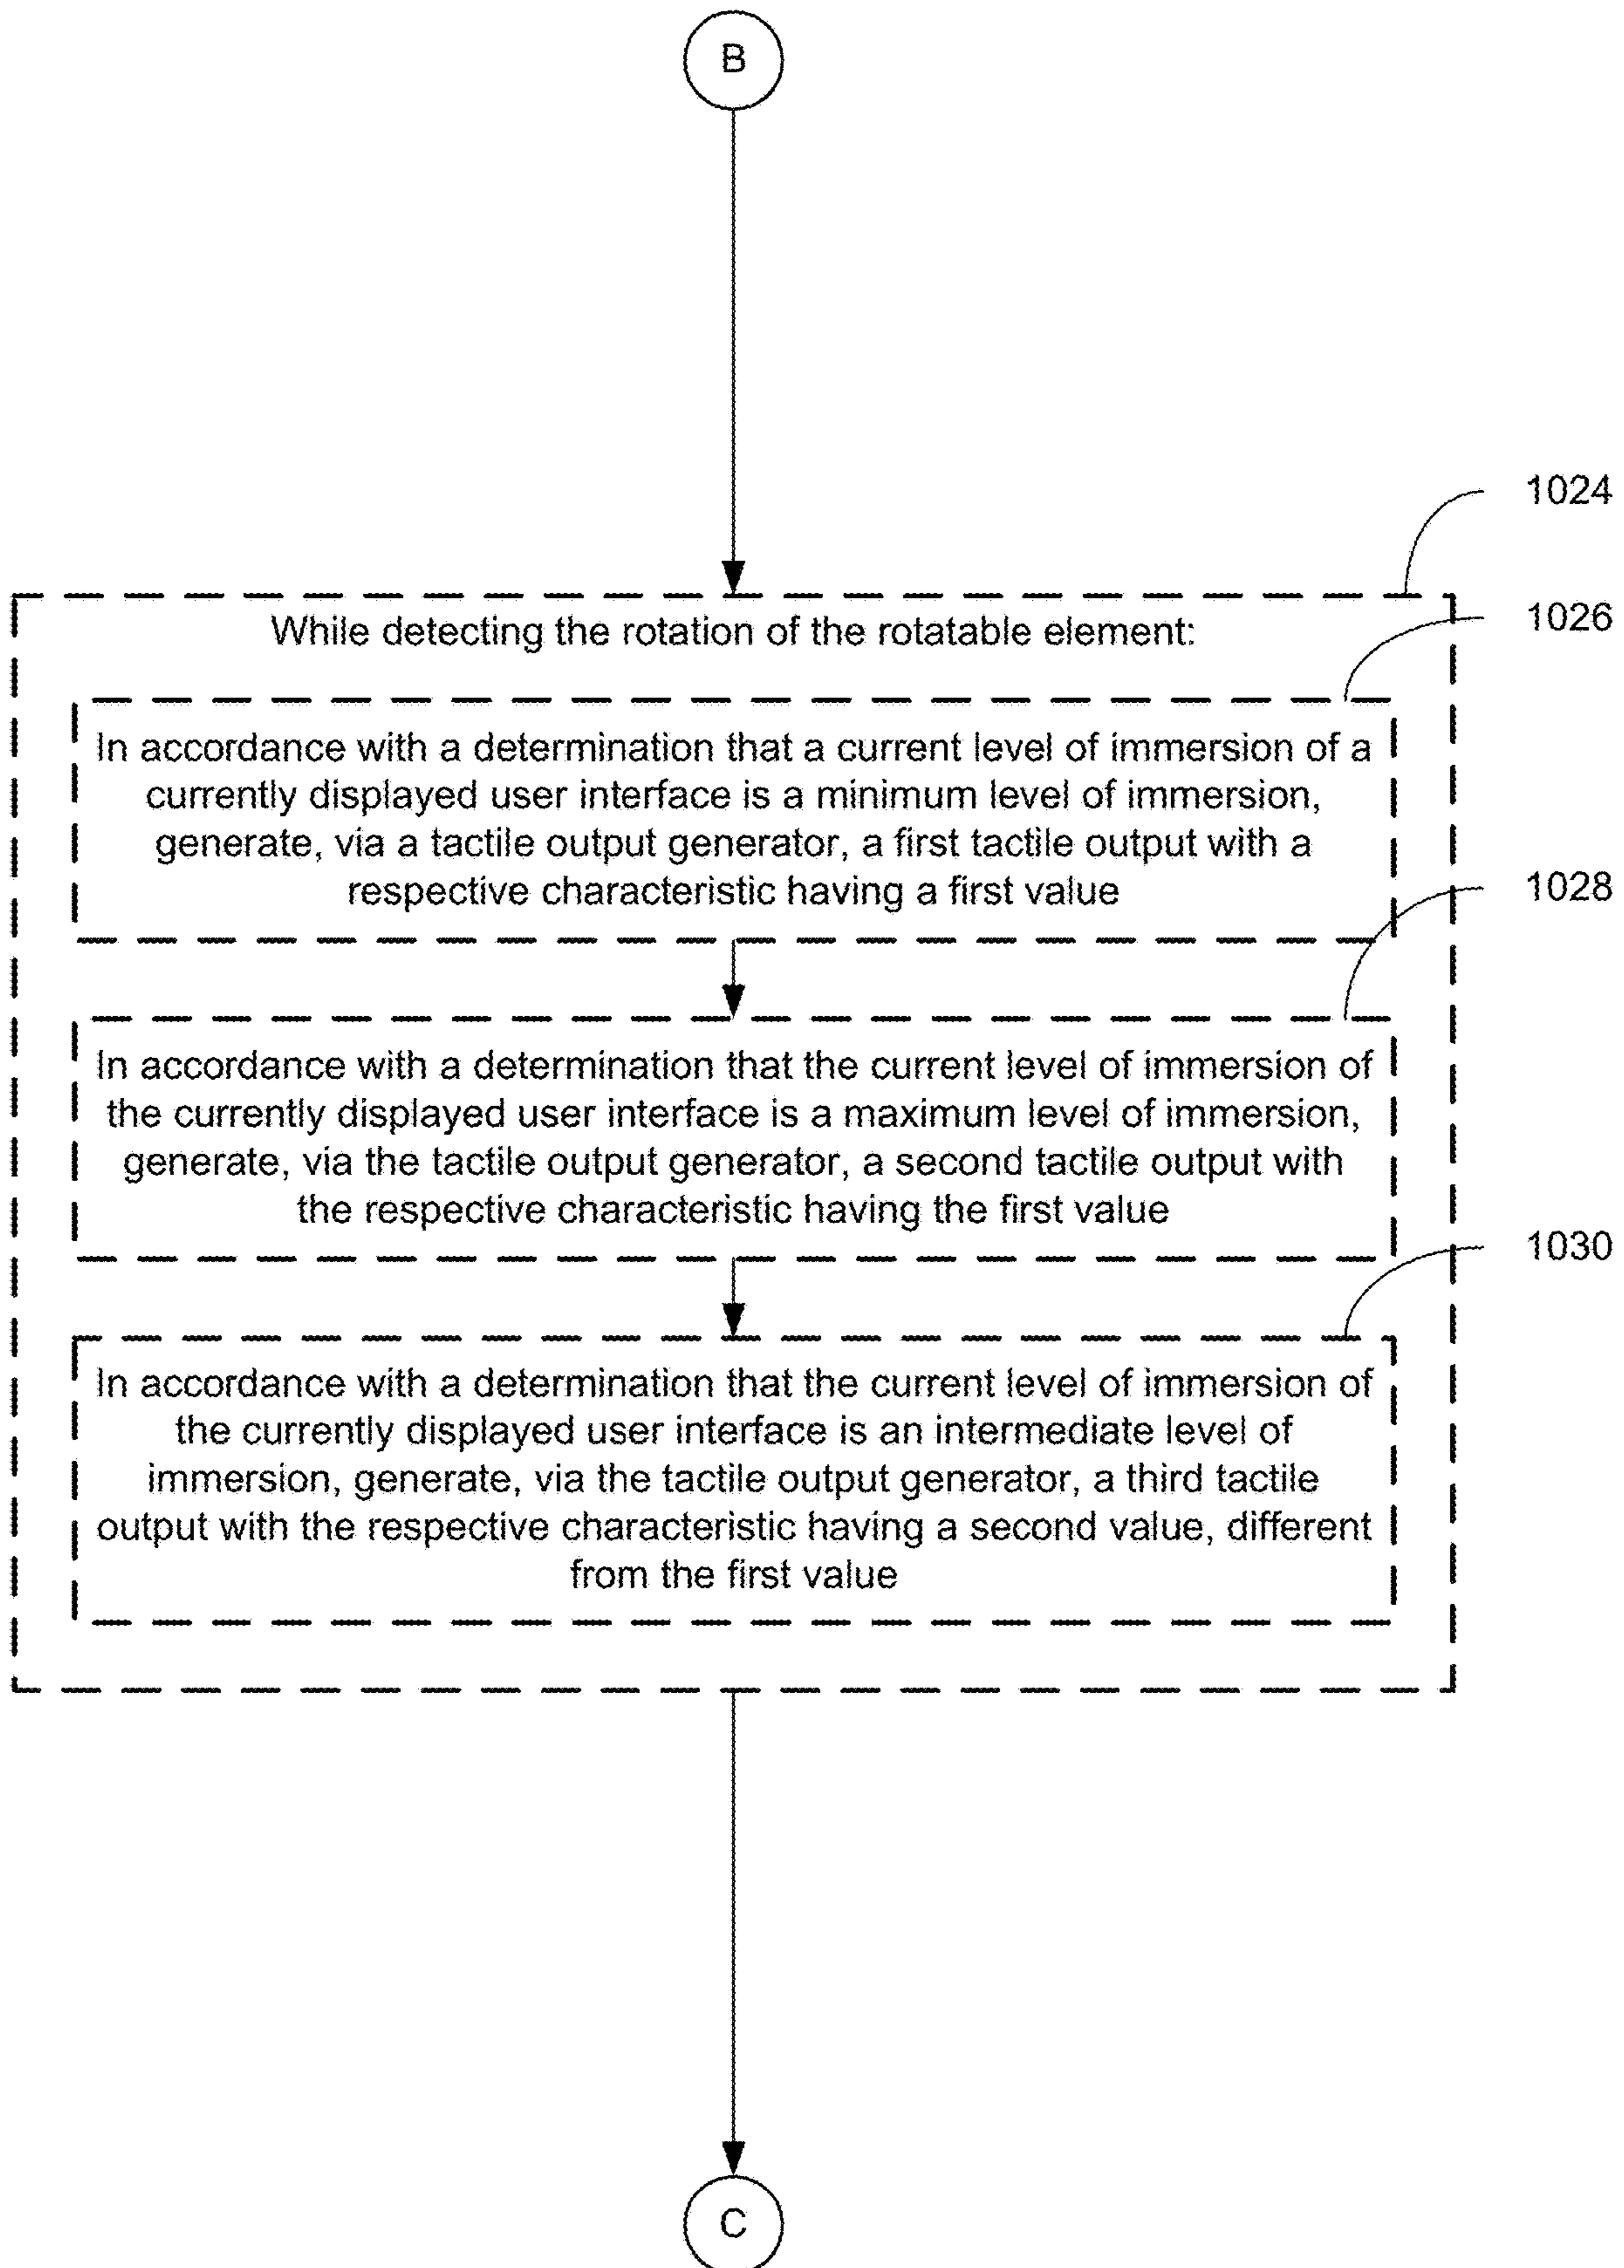 B
1024
While detecting the rotation of the rotatable element:
1026
In accordance with a determination that a current level of immersion of a
currently displayed user interface is a minimum level of immersion,
generate, via a tactile output generator, a first tactile output with a
respective characteristic having a first value
1028
In accordance with a determination that the current level of immersion of
the currently displayed user interface is a maximum level of immersion,
generate, via the tactile output generator, a second tactile output with
the respective characteristic having the first value
1030
In accordance with a determination that the current level of immersion of
the currently displayed user interface is an intermediate level of
immersion, generate, via the tactile output generator, a third tactile
output with the respective characteristic having a second value, different
from the first value
C